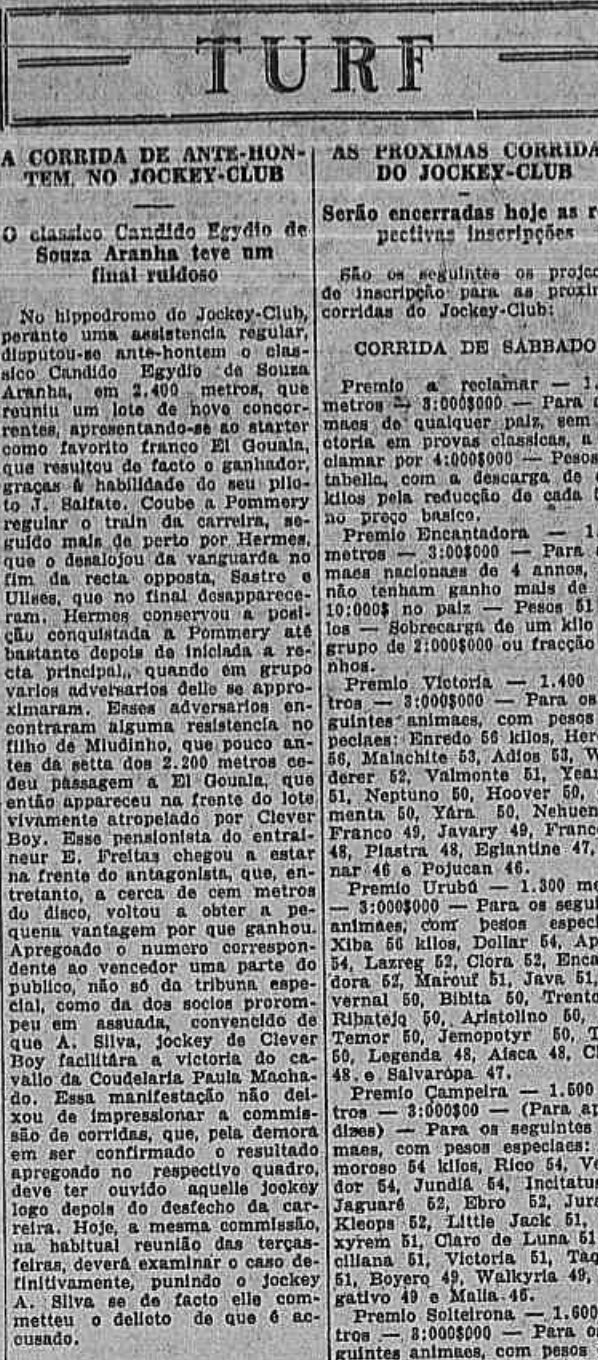 TURF
A CORRIDA DE ANTE-HON-
TEM, NO JOCKEY-CLUB
O classico Candido Egydio de
Souza Aranha teve um
final ruidoso
No hippodromo do Jockey-Club,
perante uma assistencia regular,
disputou-se ante-hontem o clas-
sico Candido Egydio de Souza
Aranha, em 2.400 metros, que
reuniu um lote de nove concor-
rentes, apresentando-se ao starter
como favorito franco El Gouala,
que resultou de facto o ganhador,
graças á habilidade do seu pilo-
to J. Salfate. Coube a Pommery
regular o train da carreira, se-
guido mais de perto por Hermes,
que o desalojou da vanguarda no
fim da recta opposta, Sastre e
Ulises, que no final desapparece-
ram. Hermes conservou a posi-
ção conquistada a Pommery até
bastante depois de iniciada a re-
cta principal,, quando em grupo
varios adversarios delle se appro-
ximaram. Esses adversarios en-
contraram alguma resistencia no
filho de Miudinho, que pouco an-
tes da setta dos 2.200 metros ce-
deu passagem a El Gouala, que
então appareceu na frente do lote
vivamente atropelado por Clever
Boy. Esse pensionista do entrai-
neur E. Freitas chegou a estar
na frente do antagonista, que, en-
tretanto, a cerca de cem metros
do disco, voltou a obter a pe-
quena vantagem por que ganhou.
Apregoado o numero correspon-
dente ao vencedor uma parte do
publico, não só da tribuna espe-
cial, como da dos socios prorom-
peu em assuada, convencido de
que A. Silva, jockey de Clever
Boy facilitára a victoria do ca-
vallo da Coudelaria Paula Macha-
do. Essa manifestação não dei-
xou de impressionar a commis-
são de corridas, que, pela demora
em ser confirmado o resultado
apregoado no respectivo quadro,
deve ter ouvido aquelle jockey
logo depois do desfecho da car-
reira. Hoje, a mesma commissão,
na habitual reunião das terças-
feiras, deverá examinar o caso de-
finitivamente, punindo o jockey
A. Silva se de facto elle com-
metteu o delicto de que é ac-
cusado.
AS PROXIMAS CORRIDA
DO JOCKEY-CLUB
Serão encerradas hoje as r
pectivas inscripções
São os seguintes os projec
de inscripção para as proxim
corridas do Jockey-Club:
CORRIDA DE SABBADO
Premio a reclamar — 1.
metros — 3:000$000 — Para
maes de qualquer paiz, sem
ctoria em provas classicas, a
clamar por 4:000$000 — Pesos
tabella, com a descarga de
kilos pela reducção de cada
no preço basico.
Premio Encantadora — 1.
metros — 3:000$000 — Para
maes nacionaes de 4 annos,
não tenham ganho mais de
10:000$ no paiz — Pesos 51
los — Sobrecarga de um kilo
grupo de 2:000$000 ou fracção
nhos.
Premio Victoria — 1.400
tros — 3:000$000 — Para os
guintes animaes, com pesos
peciaes: Enredo 56 kilos, Her
56, Malachite 53, Adios 53, W
derer 52, Valmonte 51, Year
51, Neptuno 50, Hoover 50,
menta 50, Yára 50, Nehuen
Franco 49, Javary 49, Franc
48, Piastra 48, Eglantine 47,
nar 46 e Pojucan 46.
Premio Urubá — 1.300 me
— 3:000$000 — Para os segui
animaes, com pesos especi
Xiba 56 kilos, Dollar 54, Ap
54, Lazreg 52, Clora 52, Enca
dora 52, Marouf 51, Java 51,
vernal 50, Bibita 50, Trento
Ribatejo 50, Aristolino 50,
Temor 50, Jemopotyr 50, T
50, Legenda 48, Aisca 48, C
48 e Salvarópa 47.
Premio Campeira — 1.500
tros — 3:000$00 — (Para ap
dizes) — Para os seguintes
maes, com pesos especiaes:
moroso 54 kilos, Rico 54, Ve
dor 54, Jundiá 54, Incitatus
Jaguaré 52, Ebro 52, Jura
Kleops 52, Little Jack 51,
xyrem 51, Claro de Luna 51
ciliana 51, Victoria 51, Taq
51, Boyero 49, Walkyria 49,
gativo 49 e Malia 46.
Premio Solteirona — 1.600
tros — 3:000$000 — Para os
guintes animaes, com pesos